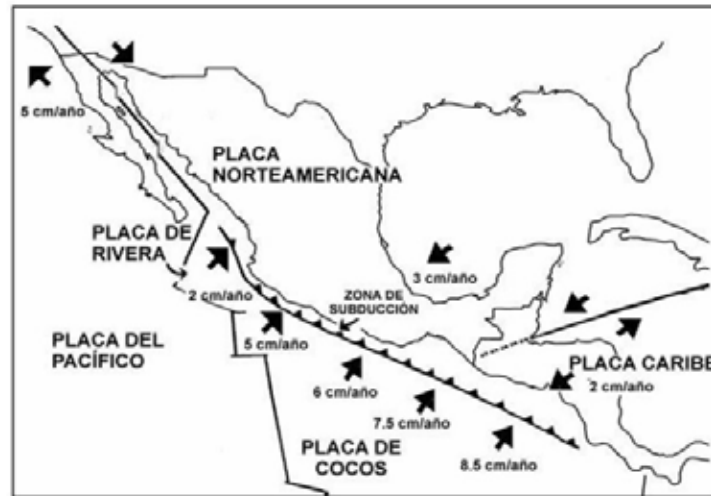 5 cm/año
PLACA
NORTEAMERICANA
PLACA DE
RIVERA
2 cm/año
3 cm/año
ZONA DE
SUBDUCCIÓN
PLACA DEL
PACÍFICO
5 cm/año
6 cm/año
7.5 cm/año
8.5 cm/año
PLACA CARIBE
2 cm/año
PLACA DE
COCOS